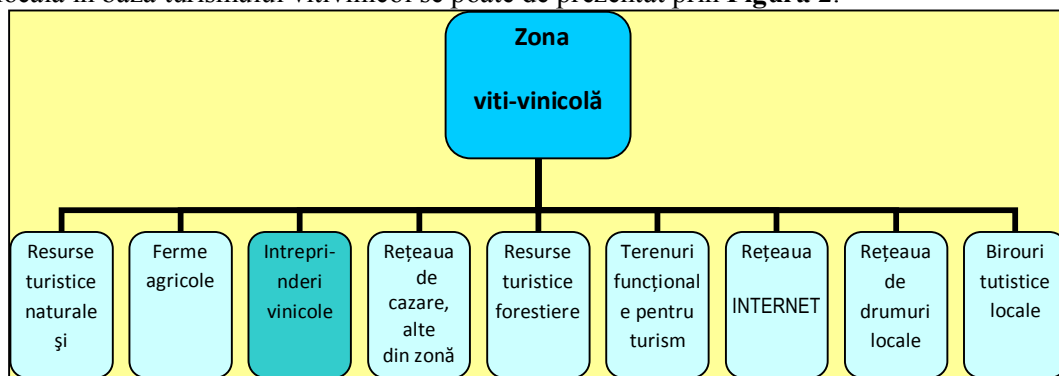 locală în baza turismului vitivinicol se poate de prezentat prin Figura 2.
Zona
viti-vinicolă
Resurse
turistice
naturale
şi
Ferme
agricole
Intrepri-
nderi
vinicole
Rețeaua
de
cazare,
alte
din zonă
Resurse
turistice
forestiere
Terenuri
funcțional
e pentru
turism
Rețeaua
INTERNET
Rețeaua
de
drumuri
locale
Birouri
tutistice
locale